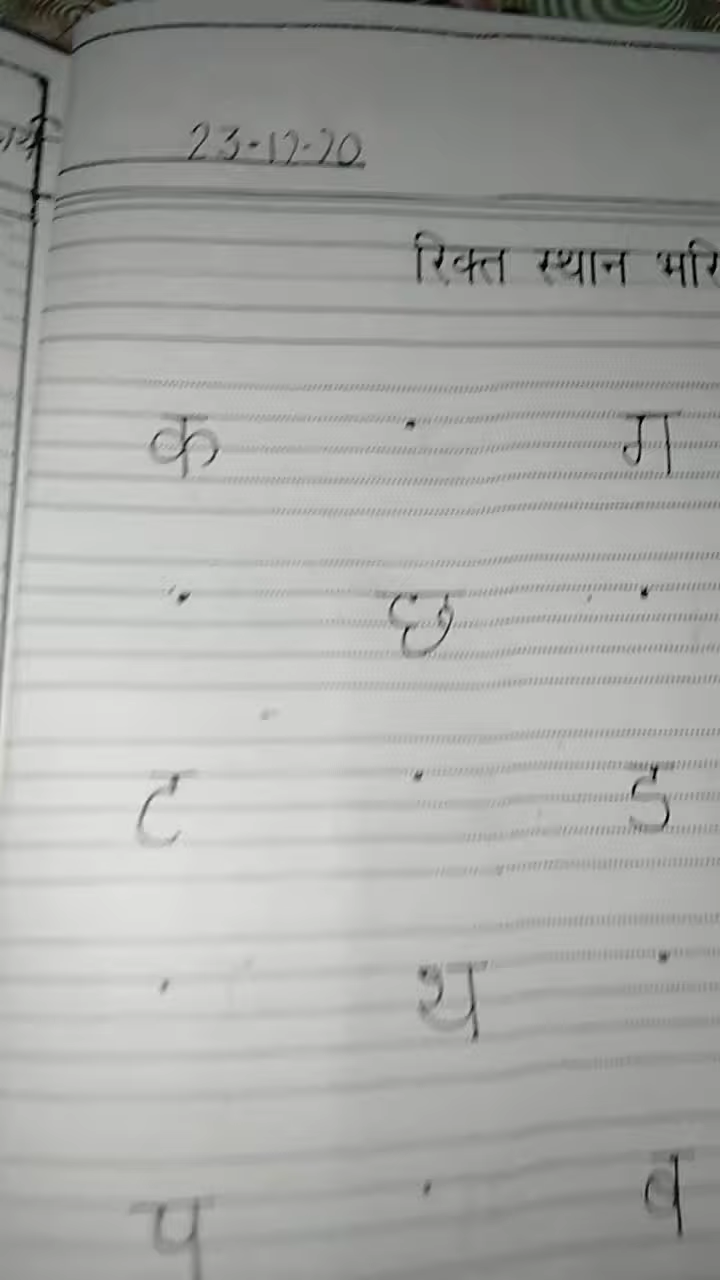 23-12-20
रिक्त स्थान भरि
क . ग
. छ .
ट . ड
. थ .
प . ब